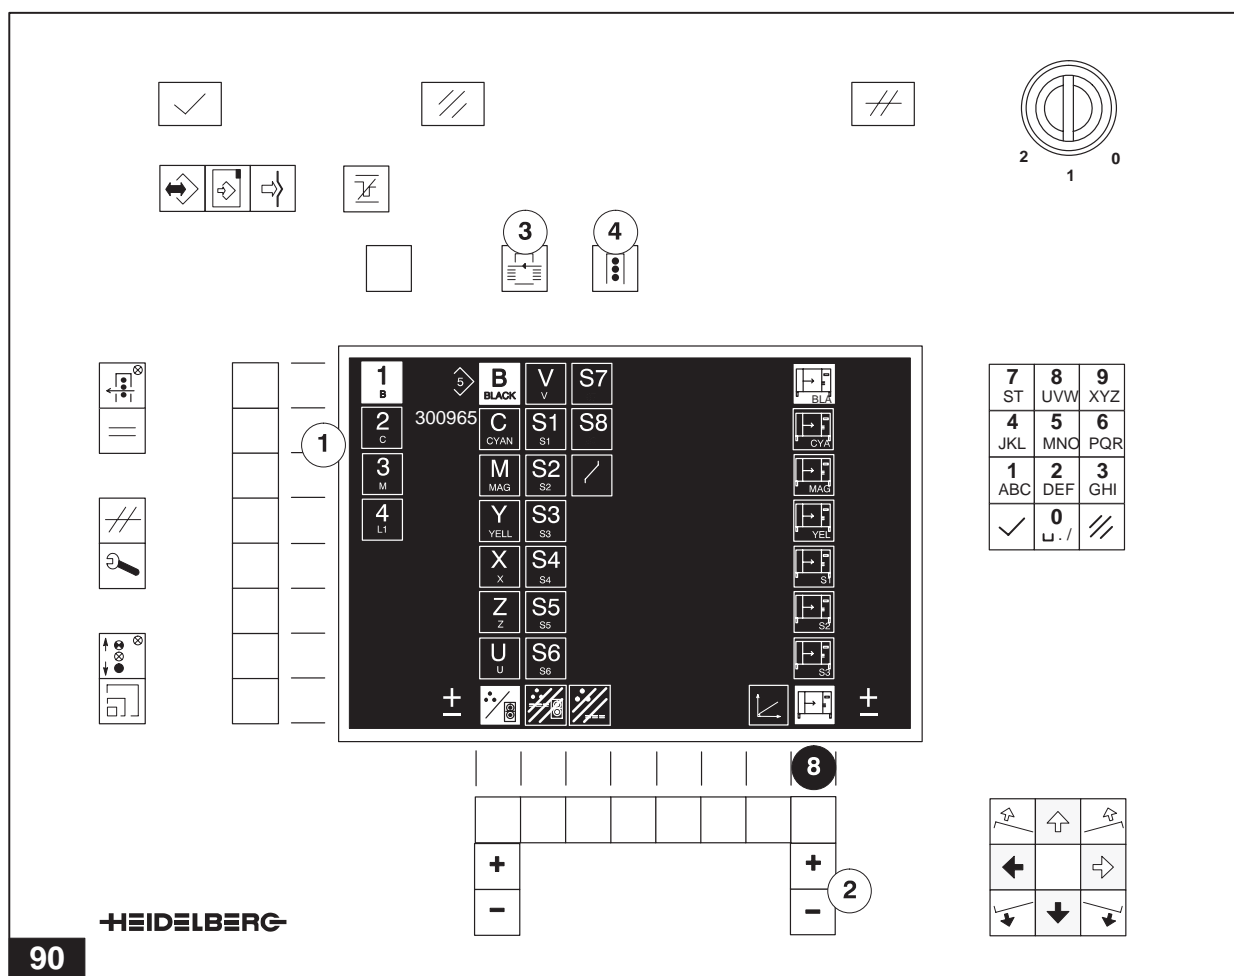 2
0
1
3
4
1
B
5
B
BLACK
V
V
S7
BLA
2
C
300965
C
CYAN
S1
S1
S8
CYA
3
M
M
MAG
S2
S2
MAG
4
L1
Y
YELL
S3
S3
YEL
X
X
S4
S4
S1
Z
Z
S5
S5
S2
U
U
S6
S6
S3
±
±
1
7
ST
8
UVW
9
XYZ
4
JKL
5
MNO
6
PQR
1
ABC
2
DEF
3
GHI
0
␣ . /
8
+
+
2
−
−
HEIDELBERG
90